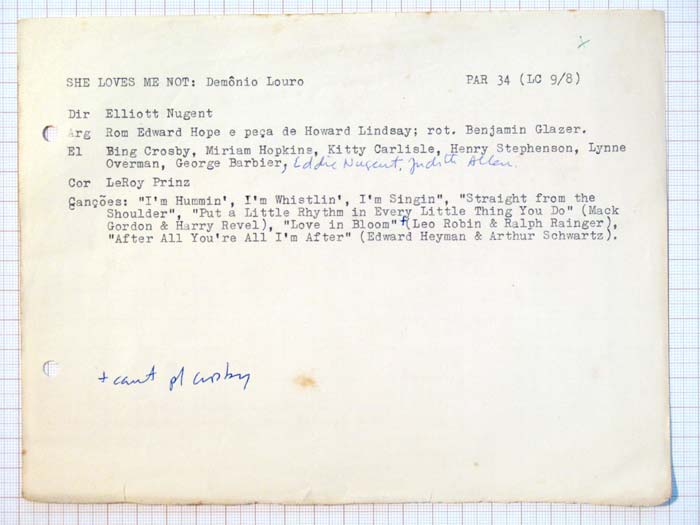 SHE LOVES ME NOT: Demônio Louro PAR 34 (LC 9/8)
Dir Elliott Nugent
Arg Rom Edward Hope e peça de Howard Lindsay; rot. Benjamin Glazer.
El Bing Crosby, Miriam Hopkins, Kitty Carlisle, Henry Stephenson, Lynne
Overman, George Barbier, Eddie Nugent, Judith Allen.
Cor LeRoy Prinz
Canções: "I'm Hummin', I'm Whistlin', I'm Singin", "Straight from the
Shoulder", "Put a Little Rhythm in Every Little Thing You Do" (Mack
Gordon & Harry Revel), "Love in Bloom"+(Leo Robin & Ralph Rainger),
"After All You're All I'm After" (Edward Heyman & Arthur Schwartz).
+ cant p/ Crosby